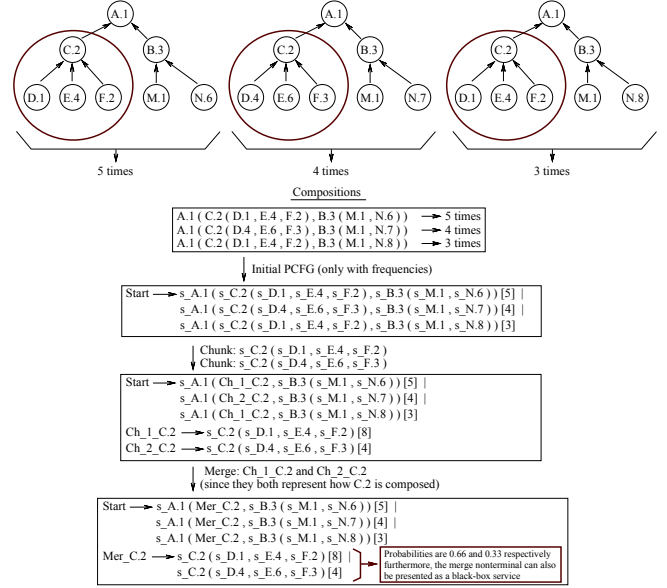 A.1 A.1 A.1
C.2 B.3 C.2 B.3 C.2 B.3
D.1 E.4 F.2 M.1 N.6 D.4 E.6 F.3 M.1 N.7 D.1 E.4 F.2 M.1 N.8
5 times 4 times 3 times
Compositions
A.1 ( C.2 ( D.1 , E.4 , F.2 ) , B.3 ( M.1 , N.6 ) ) → 5 times
A.1 ( C.2 ( D.4 , E.6 , F.3 ) , B.3 ( M.1 , N.7 ) ) → 4 times
A.1 ( C.2 ( D.1 , E.4 , F.2 ) , B.3 ( M.1 , N.8 ) ) → 3 times
Initial PCFG (only with frequencies)
Start → s_A.1 ( s_C.2 ( s_D.1 , s_E.4 , s_F.2 ) , s_B.3 ( s_M.1 , s_N.6 ) ) [5] |
s_A.1 ( s_C.2 ( s_D.4 , s_E.6 , s_F.3 ) , s_B.3 ( s_M.1 , s_N.7 ) ) [4] |
s_A.1 ( s_C.2 ( s_D.1 , s_E.4 , s_F.2 ) , s_B.3 ( s_M.1 , s_N.8 ) ) [3]
Chunk: s_C.2 ( s_D.1 , s_E.4 , s_F.2 )
Chunk: s_C.2 ( s_D.4 , s_E.6 , s_F.3 )
Start → s_A.1 ( Ch_1_C.2 , s_B.3 ( s_M.1 , s_N.6 ) ) [5] |
s_A.1 ( Ch_2_C.2 , s_B.3 ( s_M.1 , s_N.7 ) ) [4] |
s_A.1 ( Ch_1_C.2 , s_B.3 ( s_M.1 , s_N.8 ) ) [3]
Ch_1_C.2 → s_C.2 ( s_D.1 , s_E.4 , s_F.2 ) [8]
Ch_2_C.2 → s_C.2 ( s_D.4 , s_E.6 , s_F.3 ) [4]
Merge: Ch_1_C.2 and Ch_2_C.2
(since they both represent how C.2 is composed)
Start → s_A.1 ( Mer_C.2 , s_B.3 ( s_M.1 , s_N.6 ) ) [5] |
s_A.1 ( Mer_C.2 , s_B.3 ( s_M.1 , s_N.7 ) ) [4] |
s_A.1 ( Mer_C.2 , s_B.3 ( s_M.1 , s_N.8 ) ) [3]
Mer_C.2 → s_C.2 ( s_D.1 , s_E.4 , s_F.2 ) [8] |
s_C.2 ( s_D.4 , s_E.6 , s_F.3 ) [4]
Probabilities are 0.66 and 0.33 respectively
furthermore, the merge nonterminal can also
be presented as a black-box service